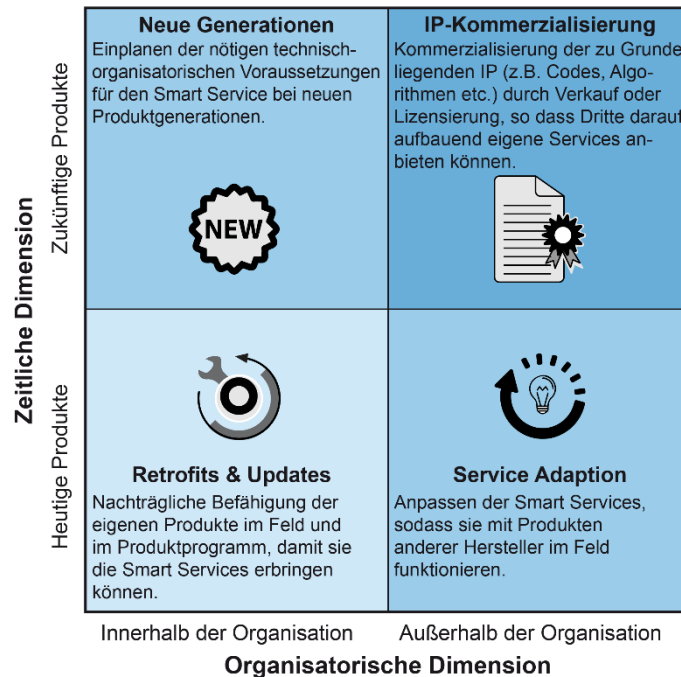 Neue Generationen
Einplanen der nötigen technisch-
organisatorischen Voraussetzungen
für den Smart Service bei neuen
Produktgenerationen.
NEW
IP-Kommerzialisierung
Kommerzialisierung der zu Grunde
liegenden IP (z.B. Codes, Algo-
rithmen etc.) durch Verkauf oder
Lizensierung, so dass Dritte darauf
aufbauend eigene Services an-
bieten können.
Retrofits & Updates
Nachträgliche Befähigung der
eigenen Produkte im Feld und
im Produktprogramm, damit sie
die Smart Services erbringen
können.
Service Adaption
Anpassen der Smart Services,
sodass sie mit Produkten
anderer Hersteller im Feld
funktionieren.
Zeitliche Dimension
Zukünftige Produkte
Heutige Produkte
Innerhalb der Organisation
Außerhalb der Organisation
Organisatorische Dimension